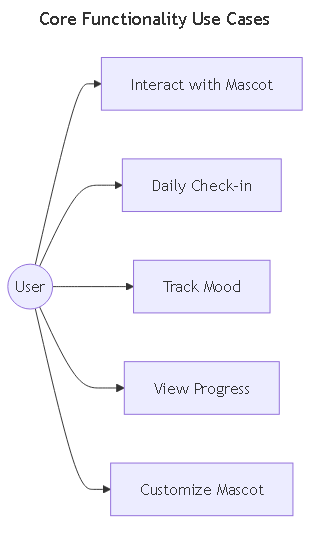 Core Functionality Use Cases
Interact with Mascot
Daily Check-in
User
Track Mood
View Progress
Customize Mascot